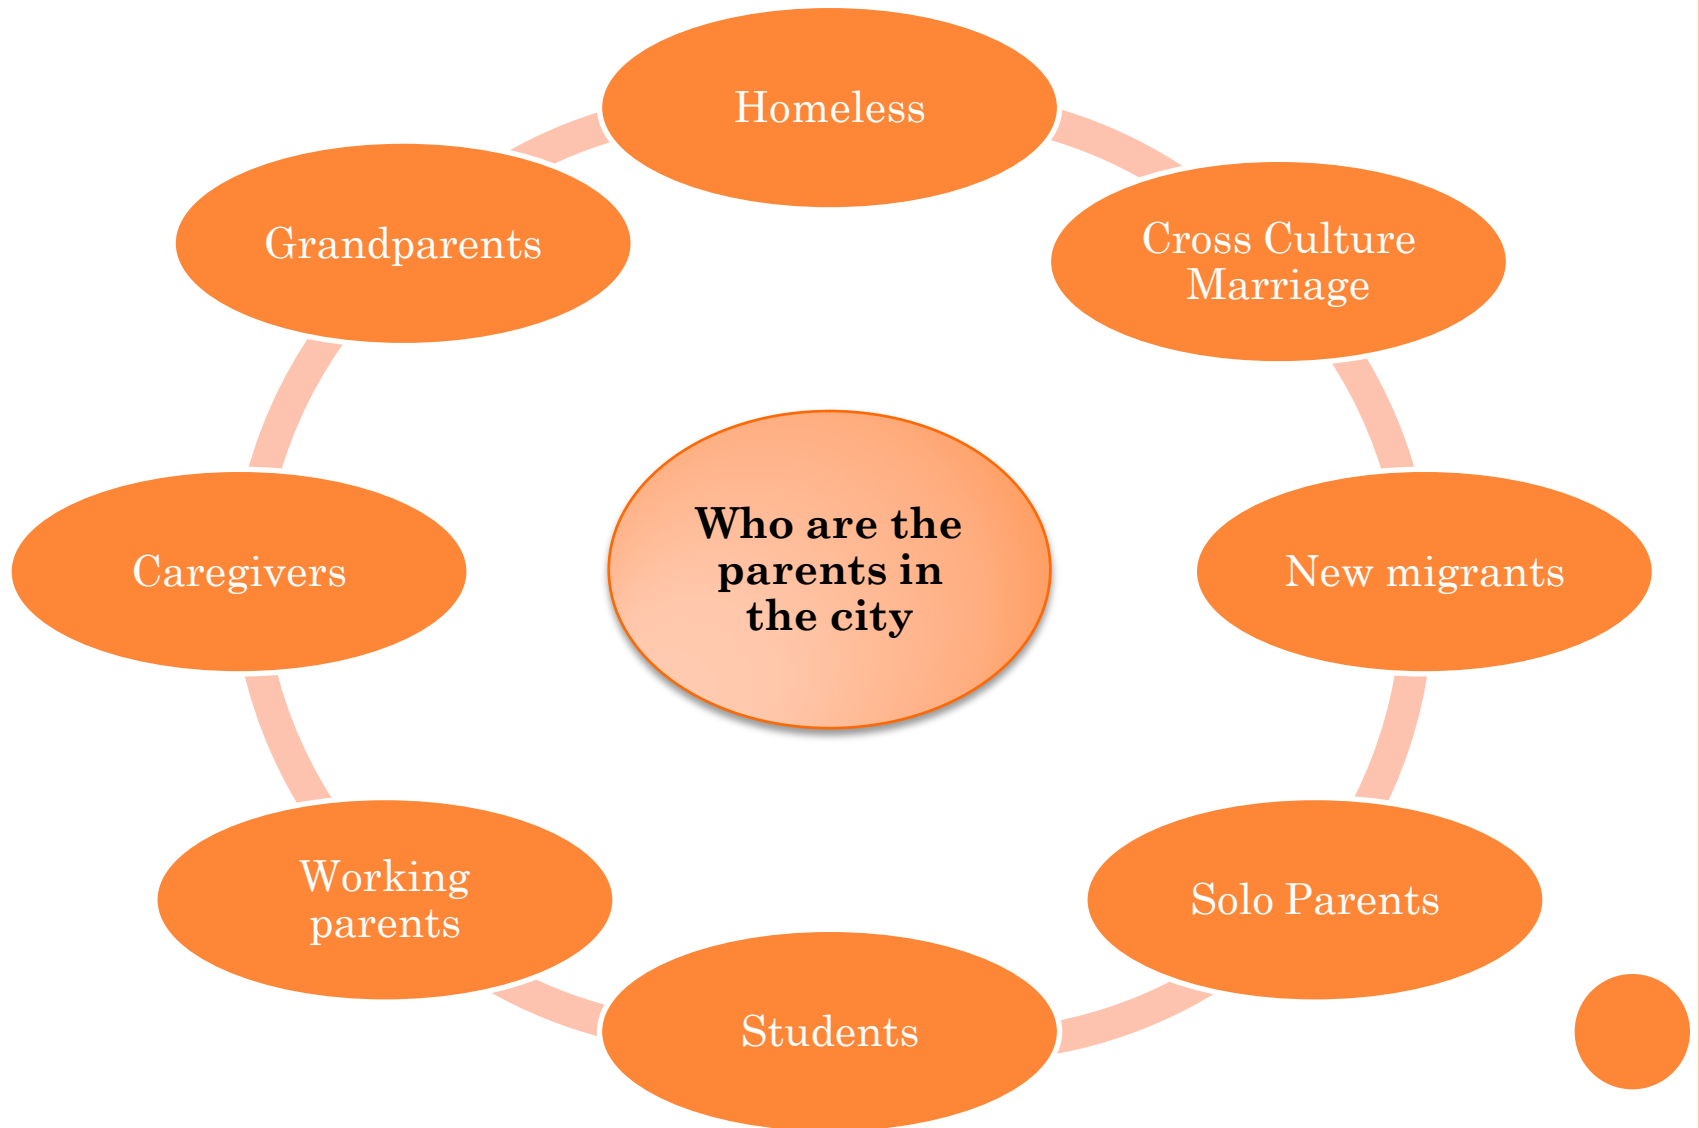 Homeless
Cross Culture
Marriage
New migrants
Solo Parents
Students
Working
parents
Caregivers
Grandparents
Who are the
parents in
the city